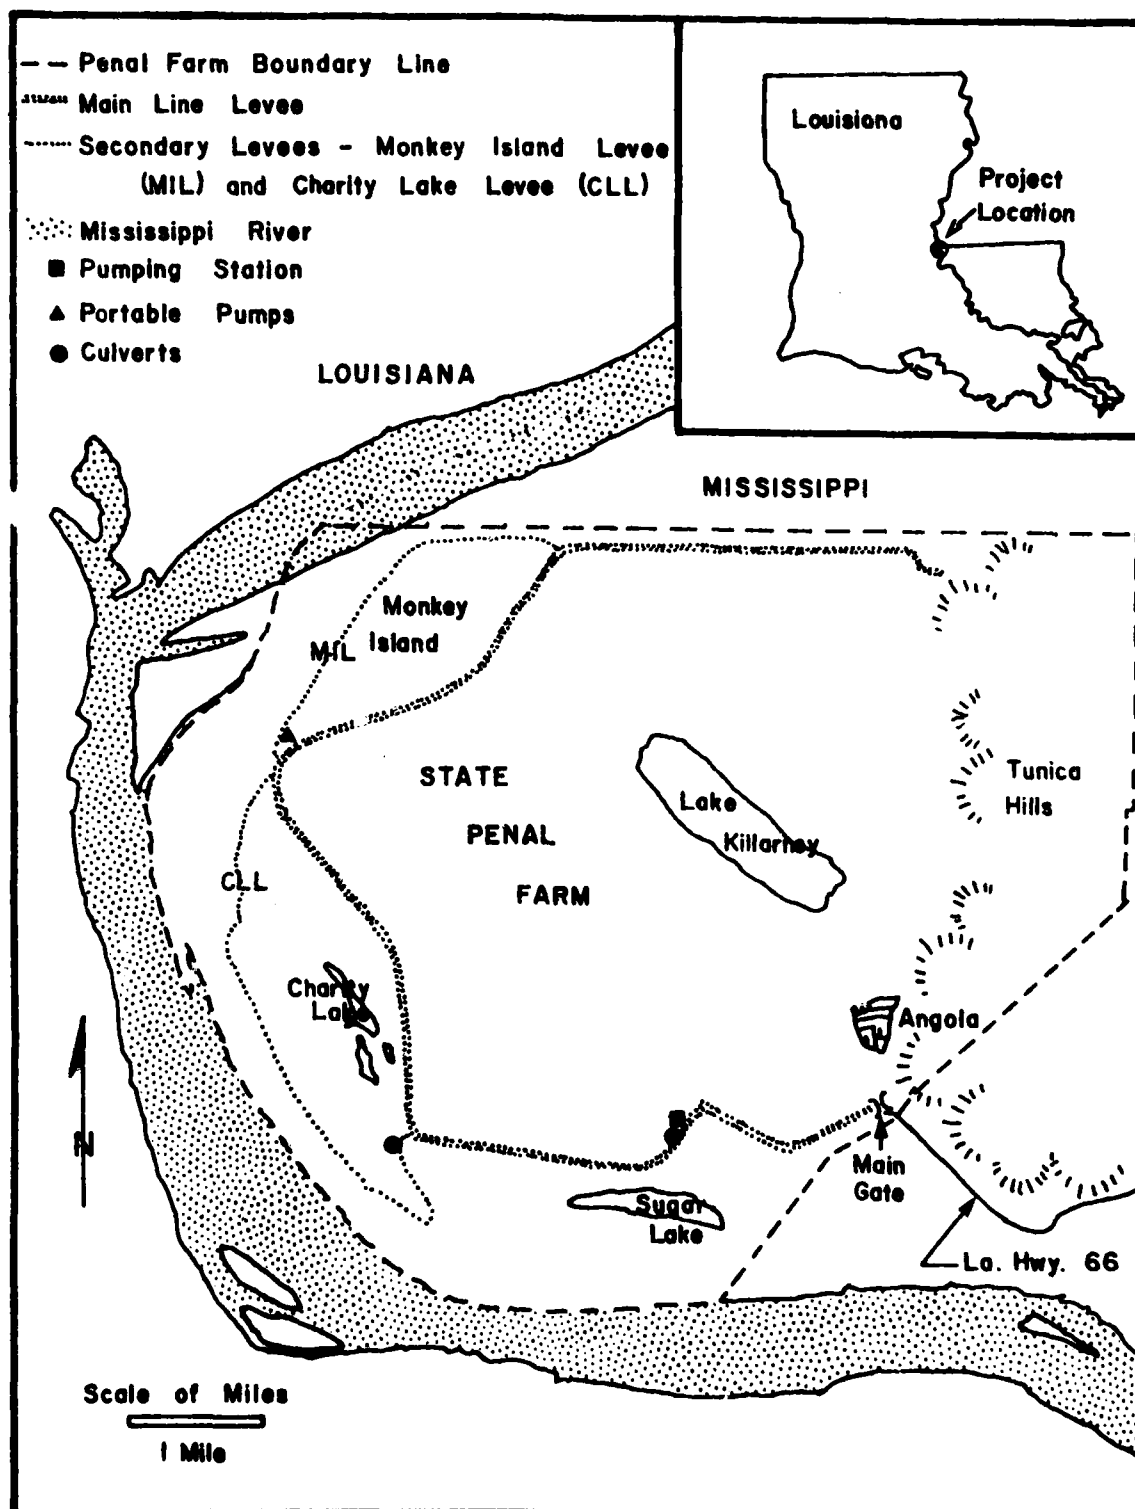 Penal Farm Boundary Line
Main Line Levee
Secondary Levees - Monkey Island Levee
(MIL) and Charity Lake Levee (CLL)
Mississippi River
Pumping Station
Portable Pumps
Culverts
Louisiana
Project
Location
LOUISIANA
MISSISSIPPI
Monkey
Island
MIL
STATE
PENAL
FARM
Lake
Killarney
Tunica
Hills
CLL
Charity
Lake
Angola
N
Main
Gate
Sugar
Lake
La. Hwy. 66
Scale of Miles
1 Mile